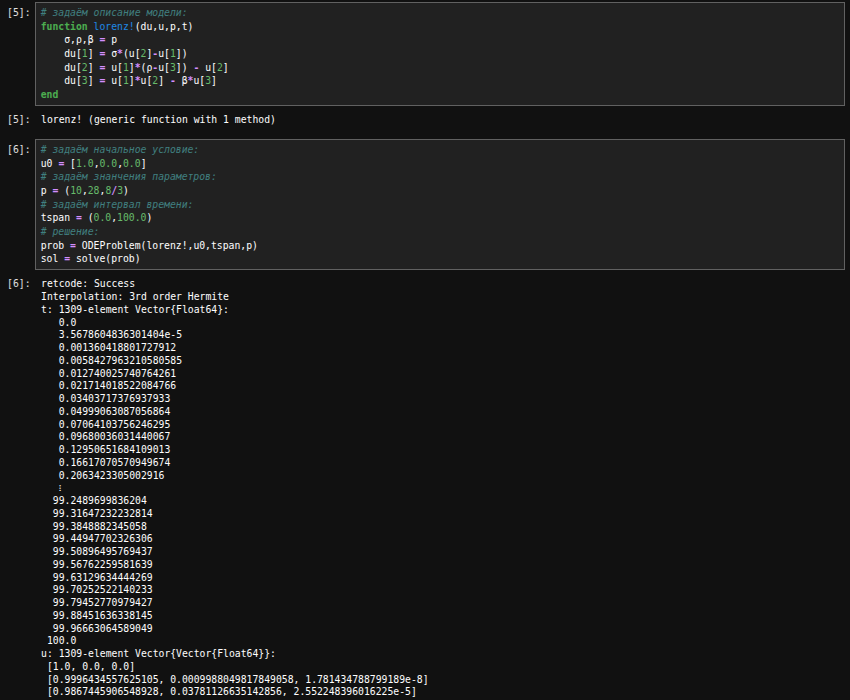 [5]: # задаём описание модели:
function lorenz!(du,u,p,t)
    σ,ρ,β = p
    du[1] = σ*(u[2]-u[1])
    du[2] = u[1]*(ρ-u[3]) - u[2]
    du[3] = u[1]*u[2] - β*u[3]
end
[5]: lorenz! (generic function with 1 method)
[6]: # задаём начальное условие:
u0 = [1.0,0.0,0.0]
# задаём знанчения параметров:
p = (10,28,8/3)
# задаём интервал времени:
tspan = (0.0,100.0)
# решение:
prob = ODEProblem(lorenz!,u0,tspan,p)
sol = solve(prob)
[6]: retcode: Success
Interpolation: 3rd order Hermite
t: 1309-element Vector{Float64}:
   0.0
   3.5678604836301404e-5
   0.001360418801727912
   0.0058427963210580585
   0.012740025740764261
   0.021714018522084766
   0.03403717376937933
   0.04999063087056864
   0.07064103756246295
   0.09680036031440067
   0.12950651684109013
   0.16617070570949674
   0.2063423305002916
   ⋮
  99.2489699836204
  99.31647232232814
  99.3848882345058
  99.44947702326306
  99.50896495769437
  99.56762259581639
  99.63129634444269
  99.70252522140233
  99.79452770979427
  99.88451636338145
  99.96663064589049
 100.0
u: 1309-element Vector{Vector{Float64}}:
 [1.0, 0.0, 0.0]
 [0.9996434557625105, 0.0009988049817849058, 1.781434788799189e-8]
 [0.9867445906548928, 0.03781126635142856, 2.552248396016225e-5]